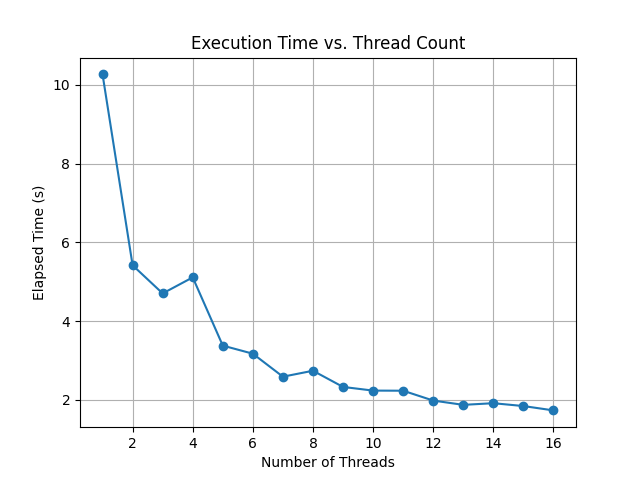 Execution Time vs. Thread Count
Elapsed Time (s)
10
8
6
4
2
2 4 6 8 10 12 14 16
Number of Threads